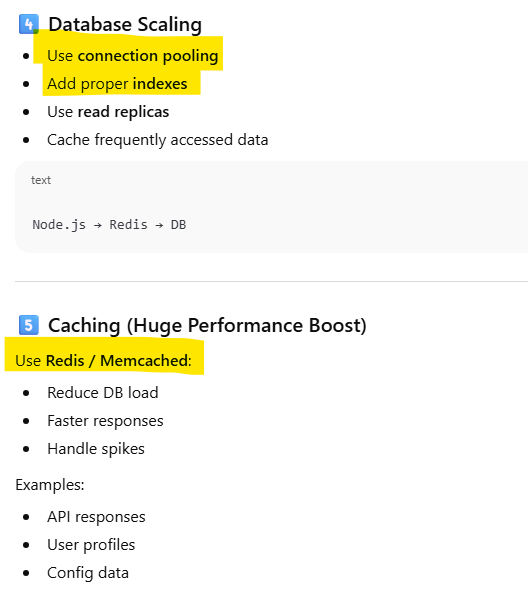 4️⃣ Database Scaling
• Use connection pooling
• Add proper indexes
• Use read replicas
• Cache frequently accessed data
text
Node.js → Redis → DB
5️⃣ Caching (Huge Performance Boost)
Use Redis / Memcached:
• Reduce DB load
• Faster responses
• Handle spikes
Examples:
• API responses
• User profiles
• Config data